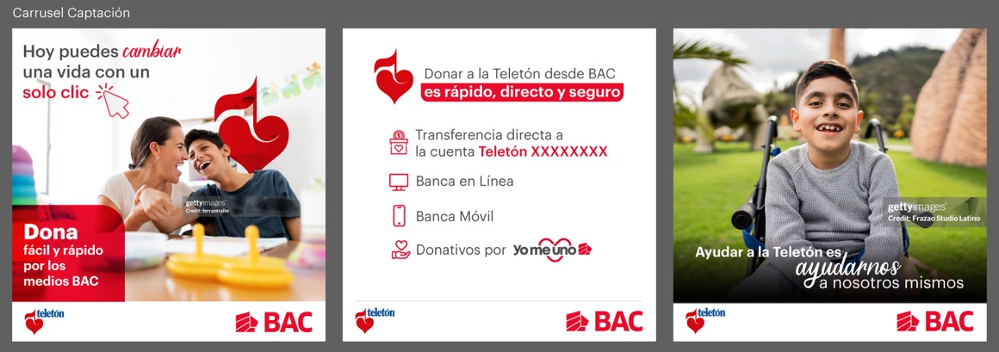 Carrusel Captación
Hoy puedes cambiar
una vida con un
solo clic
gettyimages
Credit: ferrantraite
Dona
fácil y rápido
por los
medios BAC
teletón
BAC
Donar a la Teletón desde BAC
es rápido, directo y seguro
Transferencia directa a
la cuenta Teletón XXXXXXXX
Banca en Línea
Banca Móvil
Donativos por yo me uno
teletón
BAC
gettyimages
Credit: Frazao Studio Latino
Ayudar a la Teletón es
ayudarnos
a nosotros mismos
teletón
BAC